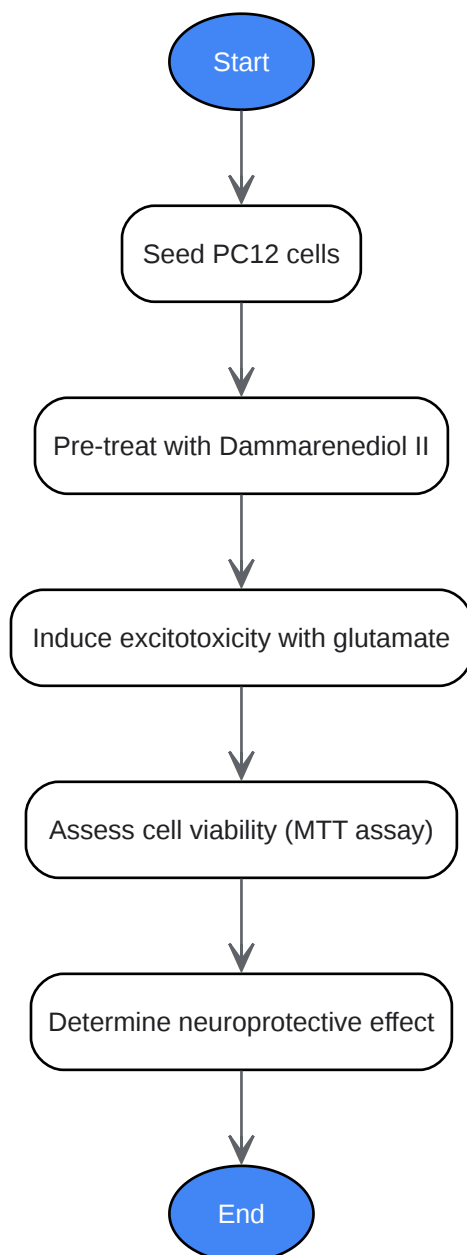 Start
Seed PC12 cells
Pre-treat with Dammarenediol II
Induce excitotoxicity with glutamate
Assess cell viability (MTT assay)
Determine neuroprotective effect
End